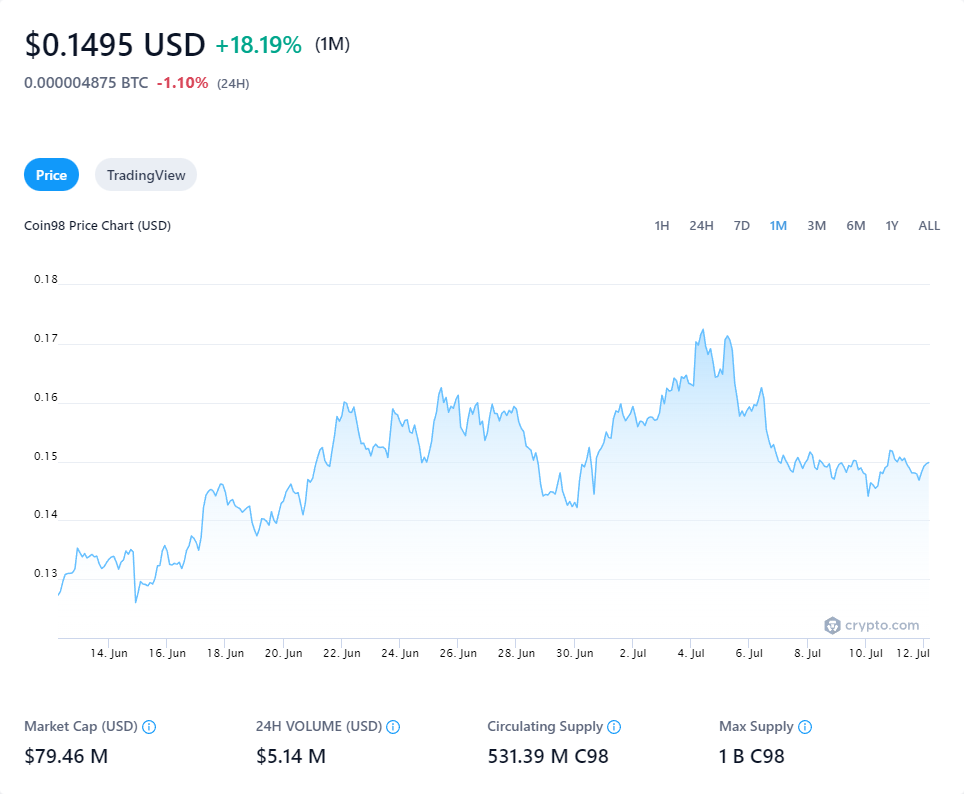 $0.1495 USD +18.19% (1M)
0.000004875 BTC -1.10% (24H)
Price TradingView
Coin98 Price Chart (USD) 1H 24H 7D 1M 3M 6M 1Y ALL
0.18
0.17
0.16
0.15
0.14
0.13
crypto.com
14. Jun 16. Jun 18. Jun 20. Jun 22. Jun 24. Jun 26. Jun 28. Jun 30. Jun 2. Jul 4. Jul 6. Jul 8. Jul 10. Jul 12. Jul
Market Cap (USD) 24H VOLUME (USD) Circulating Supply Max Supply
$79.46 M $5.14 M 531.39 M C98 1 B C98